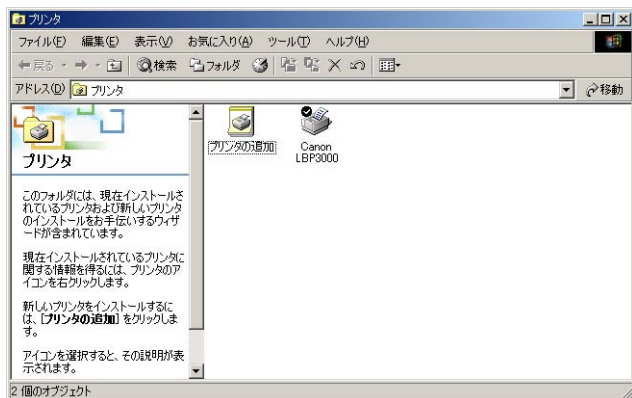 プリンタ
ファイル(F) 編集(E) 表示(V) お気に入り(A) ツール(T) ヘルプ(H)
戻る 検索 フォルダ
アドレス(D) プリンタ 移動
プリンタの追加
Canon
LBP3000
プリンタ
このフォルダには、現在インストールさ
れているプリンタおよび新しいプリンタ
のインストールをお手伝いするウィザ
ードが含まれています。
現在インストールされているプリンタに
関する情報を得るには、プリンタのア
イコンを右クリックします。
新しいプリンタをインストールするに
は、[プリンタの追加] をクリックしま
す。
アイコンを選択すると、その説明が表
示されます。
2 個のオブジェクト